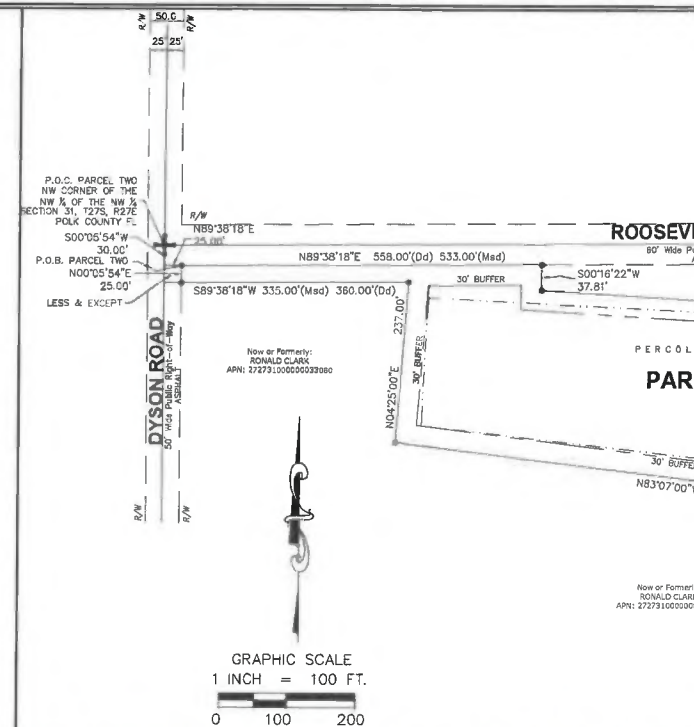 R/W
50.0
R/W
25' 25'
P.O.C. PARCEL TWO
NW CORNER OF THE
NW ¼ OF THE NW ¼
SECTION 31, T27S, R27E
POLK COUNTY FL
S00°05'54"W
30.00'
P.O.B. PARCEL TWO
N00°05'54"E
25.00'
LESS & EXCEPT
R/W
N89°38'18"E
25.00'
N89°38'18"E 558.00'(Dd) 533.00'(Msd)
S89°38'18"W 335.00'(Msd) 360.00'(Dd)
ROOSEV
60' Wide
S00°16'22"W
37.81'
30' BUFFER
237.00'
N04°25'00"E
30' BUFFER
PERCOL
PAR
30' BUFFE
N83°07'00"
Now or Formerly:
RONALD CLARK
APN: 272731000000033080
DYSON ROAD
50' Wide Public Right-of-Way
ASPHALT
R/W
R/W
Now or Formerl
RONALD CLAR
APN: 2727310000000
GRAPHIC SCALE
1 INCH = 100 FT.
0 100 200